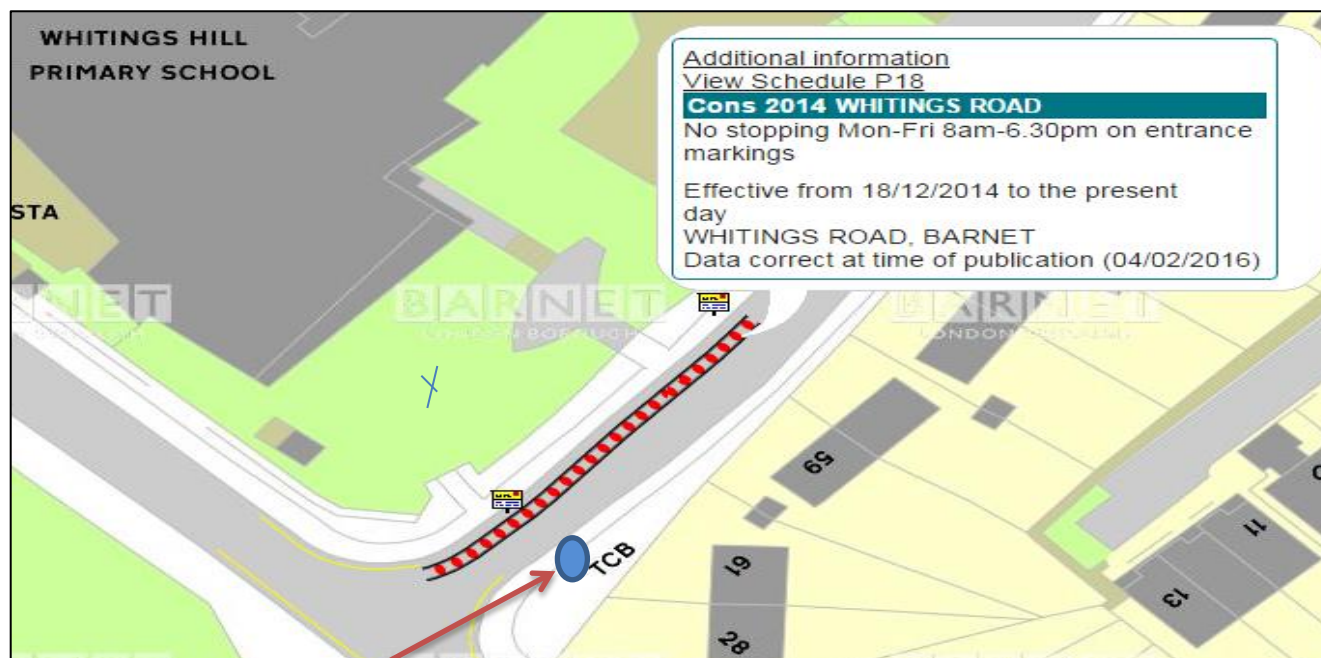 WHITINGS HILL
PRIMARY SCHOOL
Additional information
View Schedule P18
Cons 2014 WHITINGS ROAD
No stopping Mon-Fri 8am-6.30pm on entrance
markings
Effective from 18/12/2014 to the present
day
WHITINGS ROAD, BARNET
Data correct at time of publication (04/02/2016)
STA
BARNET
LONDON BOROUGH
BARNET
59
TCB
61
28
11
13